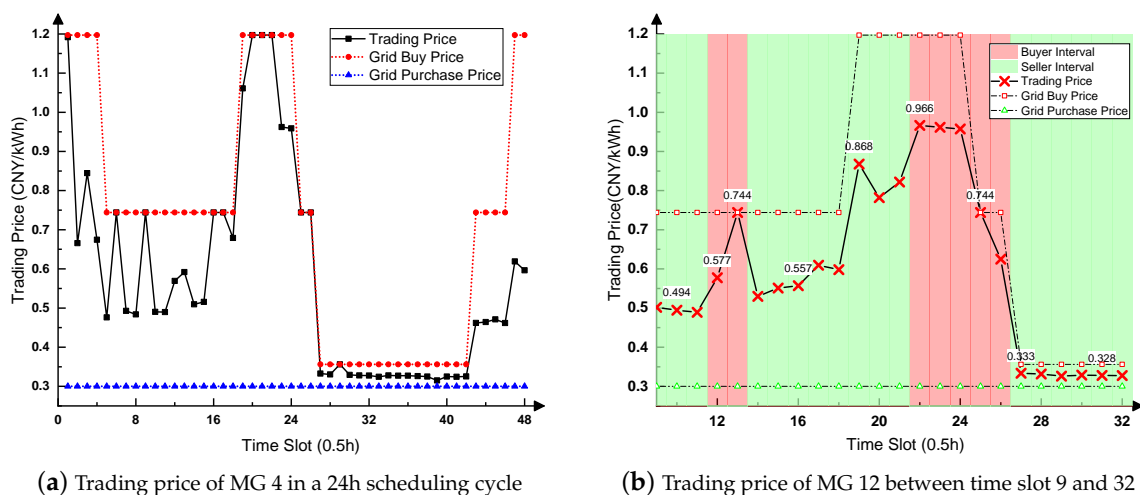 Trading Price (CNY/kWh)
1.2
1.1
1.0
0.9
0.8
0.7
0.6
0.5
0.4
0.3
0 8 16 24 32 40 48
Time Slot (0.5h)
Trading Price
Grid Buy Price
Grid Purchase Price
(a) Trading price of MG 4 in a 24h scheduling cycle
Trading Price(CNY/kWh)
1.2
1.1
1.0
0.9
0.8
0.7
0.6
0.5
0.4
0.3
12 16 20 24 28 32
Time Slot (0.5h)
Buyer Interval
Seller Interval
Trading Price
Grid Buy Price
Grid Purchase Price
0.494
0.577
0.744
0.557
0.868
0.966
0.744
0.333
0.328
(b) Trading price of MG 12 between time slot 9 and 32